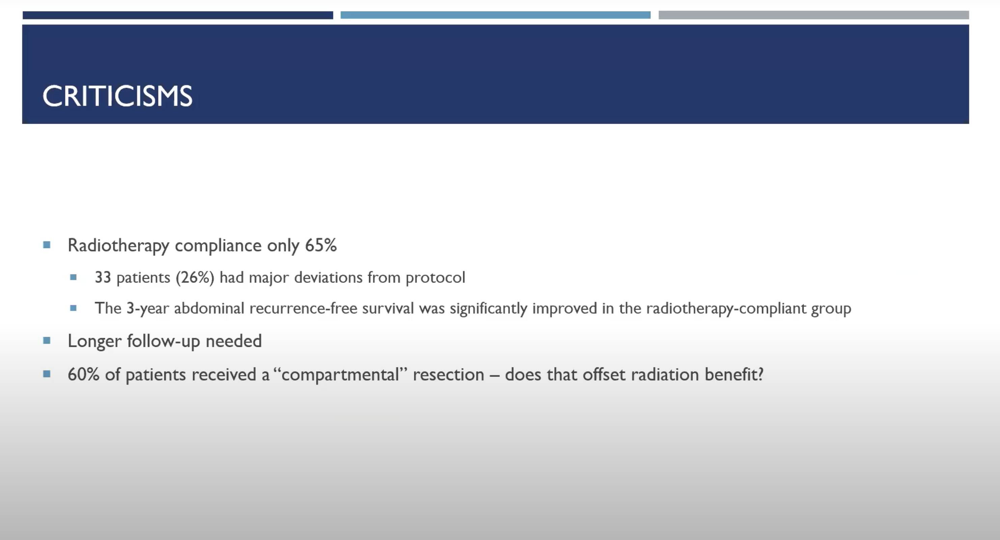 CRITICISMS
Radiotherapy compliance only 65%
33 patients (26%) had major deviations from protocol
The 3-year abdominal recurrence-free survival was significantly improved in the radiotherapy-compliant group
Longer follow-up needed
60% of patients received a “compartmental” resection – does that offset radiation benefit?